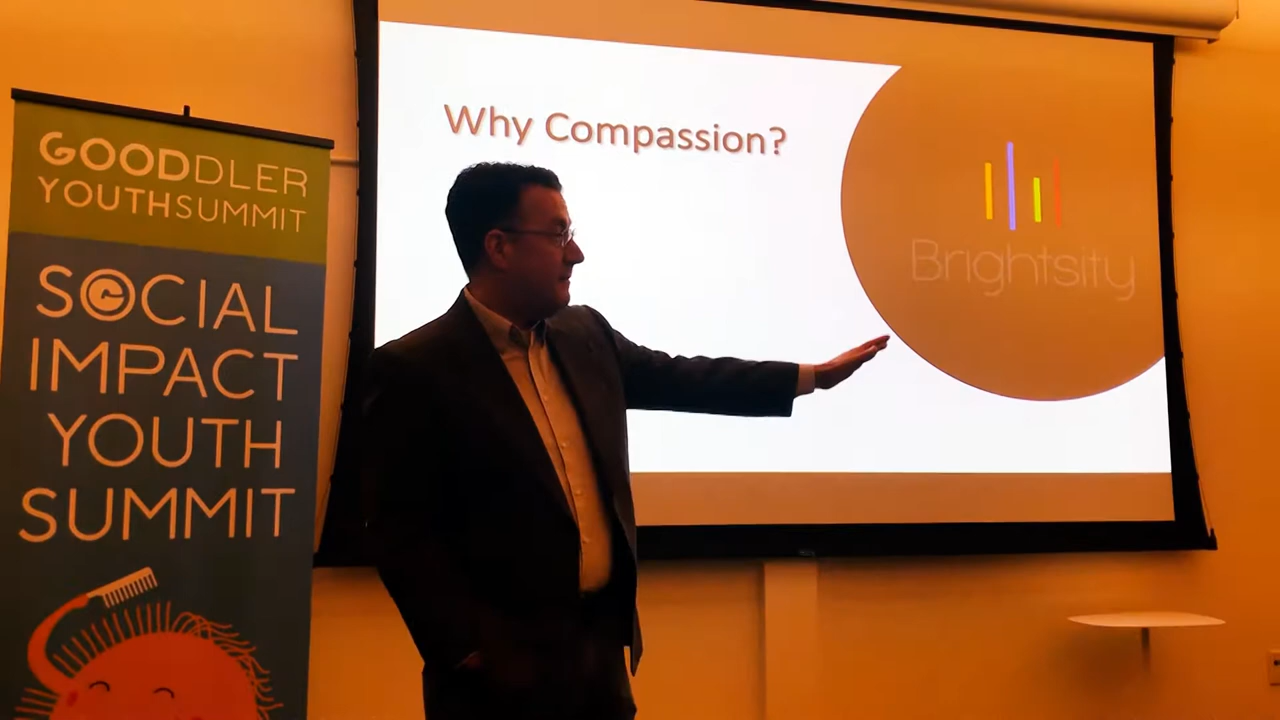 GOODDLER
YOUTHSUMMIT
SOCIAL
IMPACT
YOUTH
SUMMIT
Why Compassion?
Brightsity